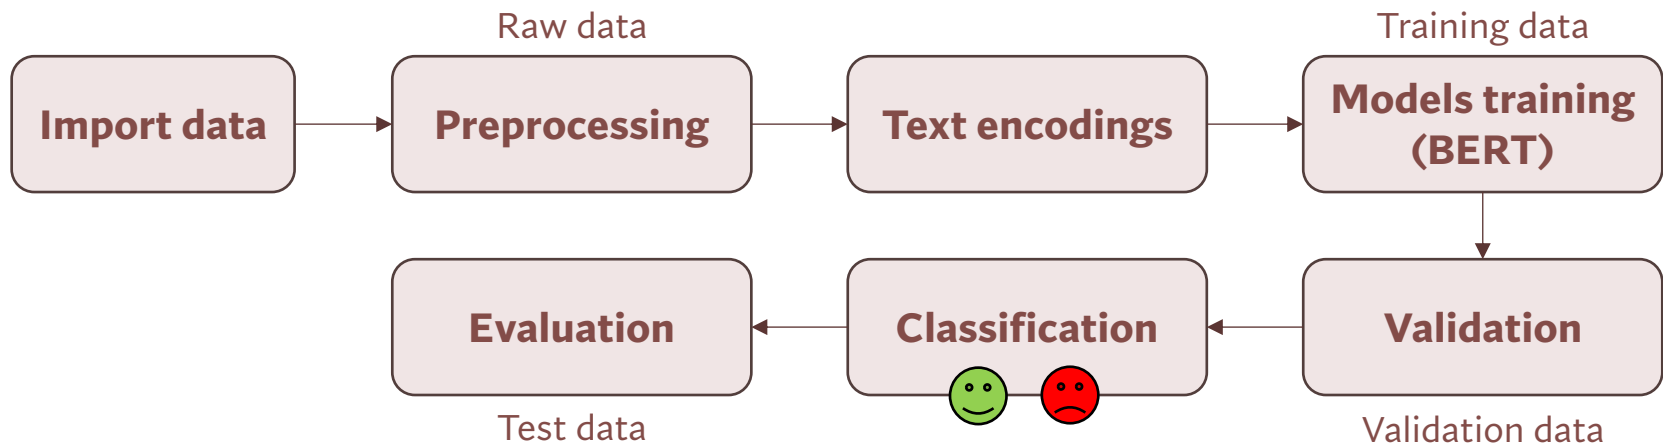 Raw data
Training data
Import data
Preprocessing
Text encodings
Models training
(BERT)
Evaluation
Classification
Validation
Test data
Validation data